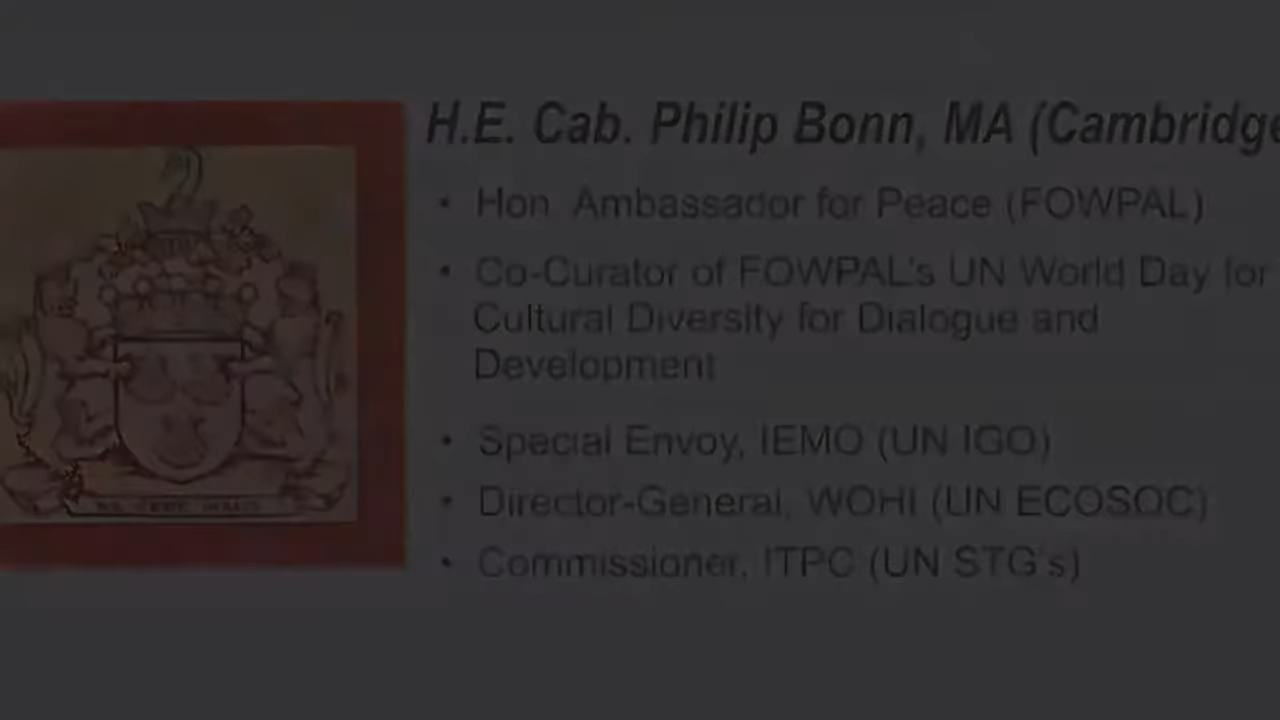 H.E. Cab. Philip Bonn, MA (Cambridge
• Hon. Ambassador for Peace (FOWPAL)
• Co-Curator of FOWPAL's UN World Day for
Cultural Diversity for Dialogue and
Development
• Special Envoy, IEMO (UN IGO)
• Director-General, WOHI (UN ECOSOC)
• Commissioner, ITPC (UN STG's)